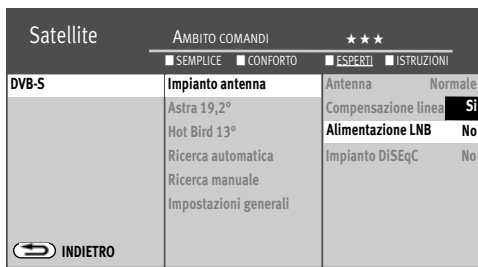 Satellite
AMBITO COMANDI ★★★
SEMPLICE CONFORTO ESPERTI ISTRUZIONI
DVB-S Impianto antenna Antenna Normale
Astra 19,2° Compensazione linea Si
Hot Bird 13° Alimentazione LNB No
Ricerca automatica Impianto DiSEqC No
Ricerca manuale
Impostazioni generali
INDIETRO